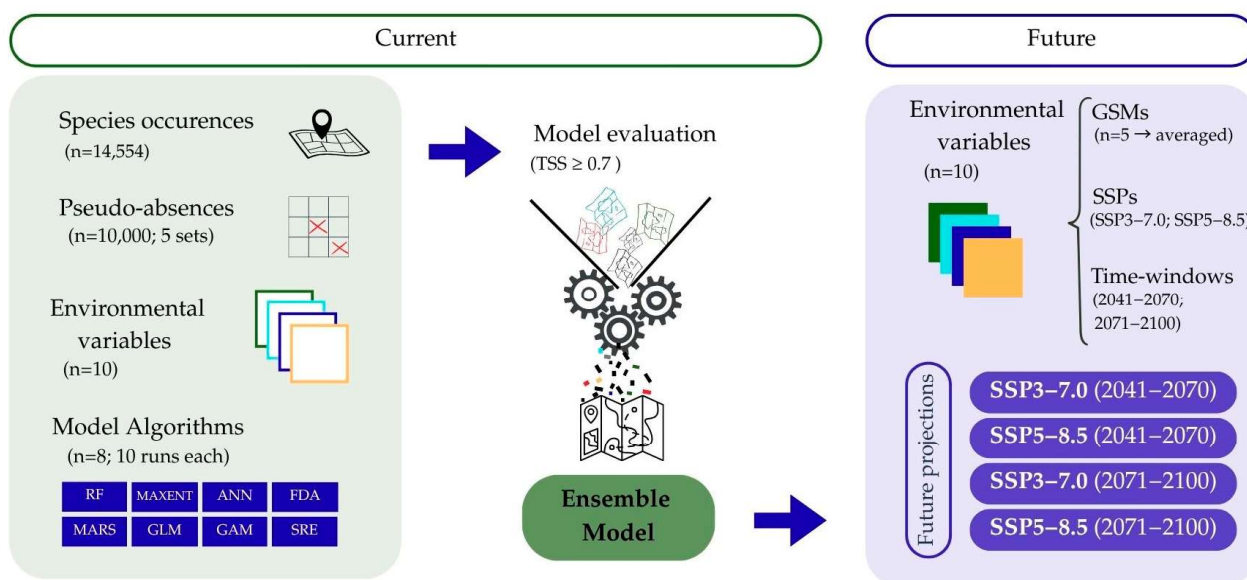 Current
Species occurences
(n=14,554)
Pseudo-absences
(n=10,000; 5 sets)
Environmental
variables
(n=10)
Model Algorithms
(n=8; 10 runs each)
RF
MAXENT
ANN
FDA
MARS
GLM
GAM
SRE
Model evaluation
(TSS ≥ 0.7 )
Ensemble
Model
Future
Environmental
variables
(n=10)
GSMs
(n=5 → averaged)
SSPs
(SSP3–7.0; SSP5–8.5)
Time-windows
(2041–2070;
2071–2100)
Future projections
SSP3–7.0 (2041–2070)
SSP5–8.5 (2041–2070)
SSP3–7.0 (2071–2100)
SSP5–8.5 (2071–2100)